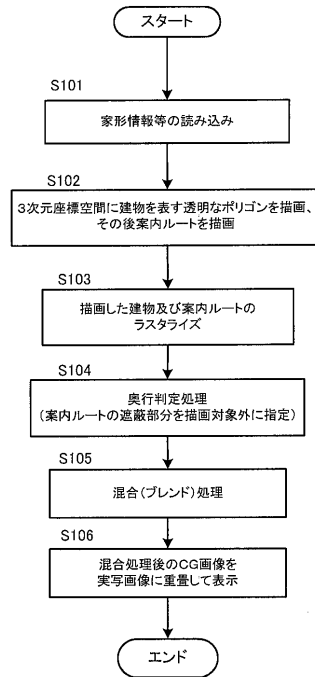 スタート
S101
家形情報等の読み込み
S102
3次元座標空間に建物を表す透明なポリゴンを描画、
その後案内ルートを描画
S103
描画した建物及び案内ルートの
ラスタライズ
S104
奥行判定処理
(案内ルートの遮蔽部分を描画対象外に指定)
S105
混合(ブレンド)処理
S106
混合処理後のCG画像を
実写画像に重畳して表示
エンド